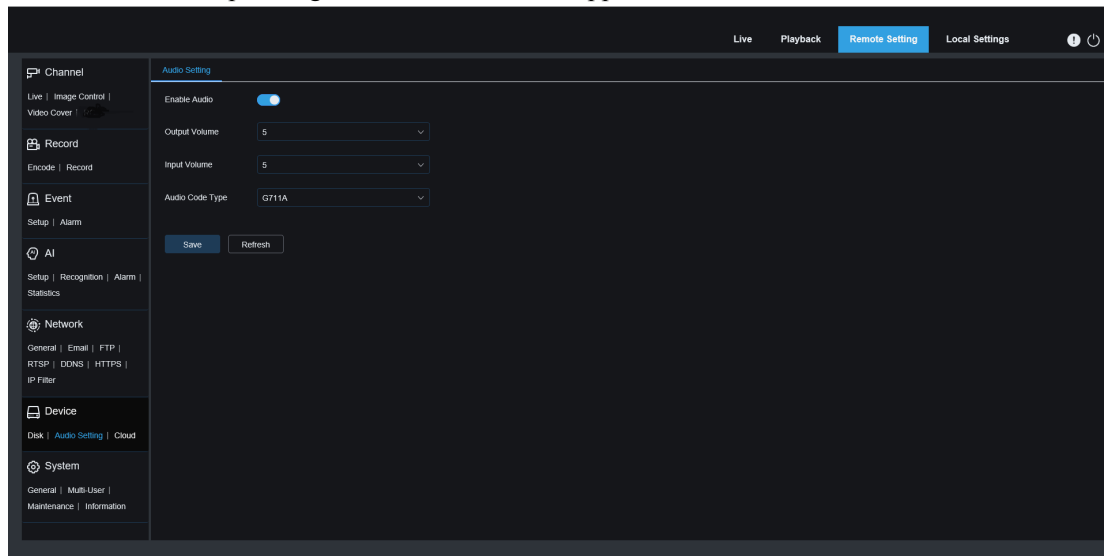 Live Playback Remote Setting Local Settings
Channel
Live | Image Control |
Video Cover |
Record
Encode | Record
Event
Setup | Alarm
AI
Setup | Recognition | Alarm |
Statistics
Network
General | Email | FTP |
RTSP | DDNS | HTTPS |
IP Filter
Device
Disk | Audio Setting | Cloud
System
General | Multi-User |
Maintenance | Information
Audio Setting
Enable Audio
Output Volume 5
Input Volume 5
Audio Code Type G711A
Save Refresh